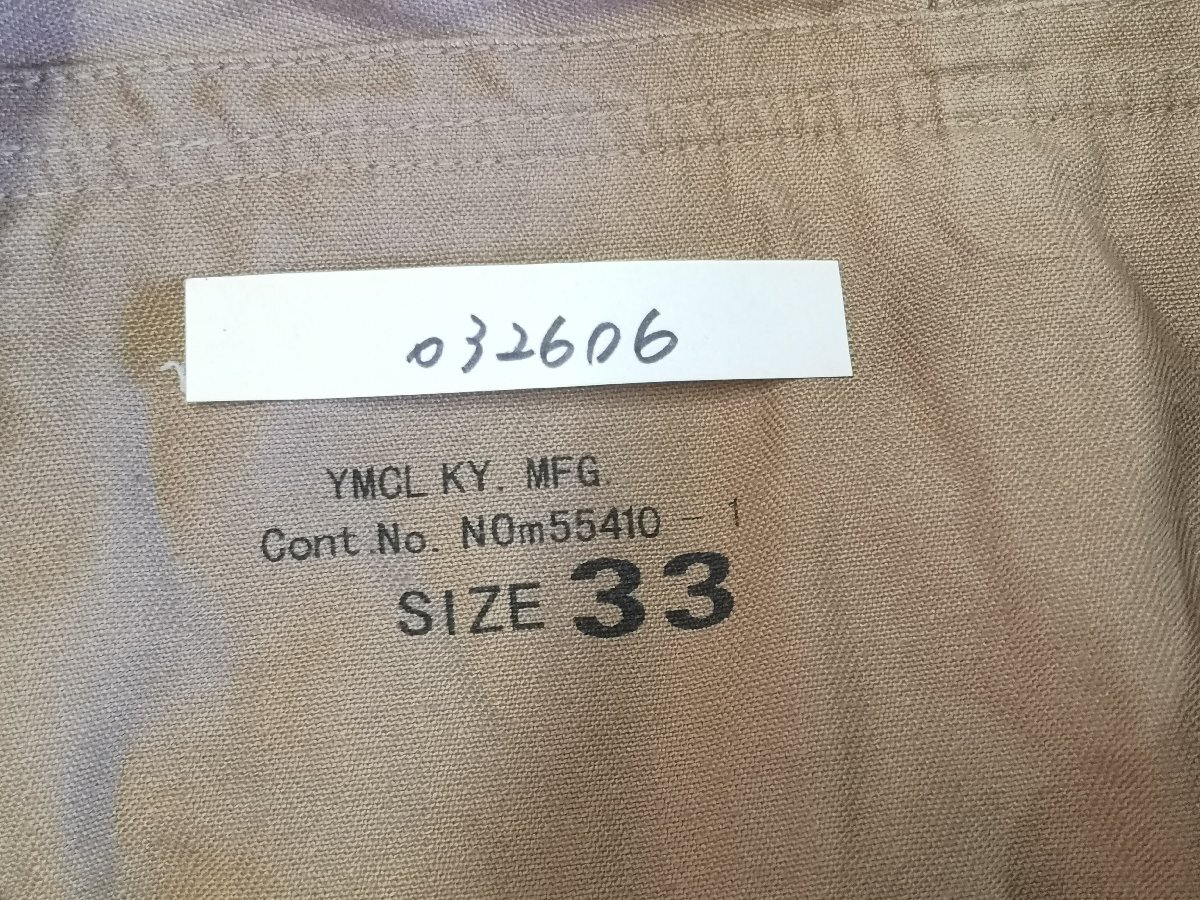 032606
YMCL KY. MFG.
Cont.No. NOm55410-1
SIZE 33